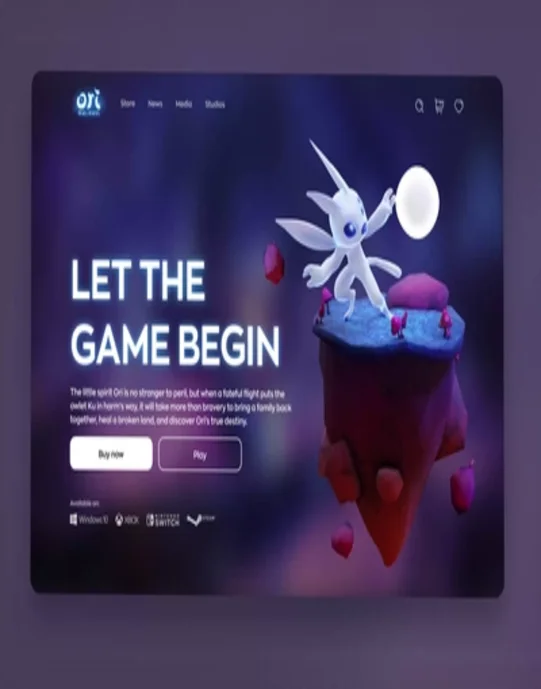 ori
Store News Media Studios
LET THE
GAME BEGIN
The little spirit Ori is no stranger to peril, but when a fateful flight puts the
owlet Ku in harm's way, it will take more than bravery to bring a family back
together, heal a broken land, and discover Ori's true destiny.
Buy now Play
Available on:
Windows 10 XBOX SWITCH